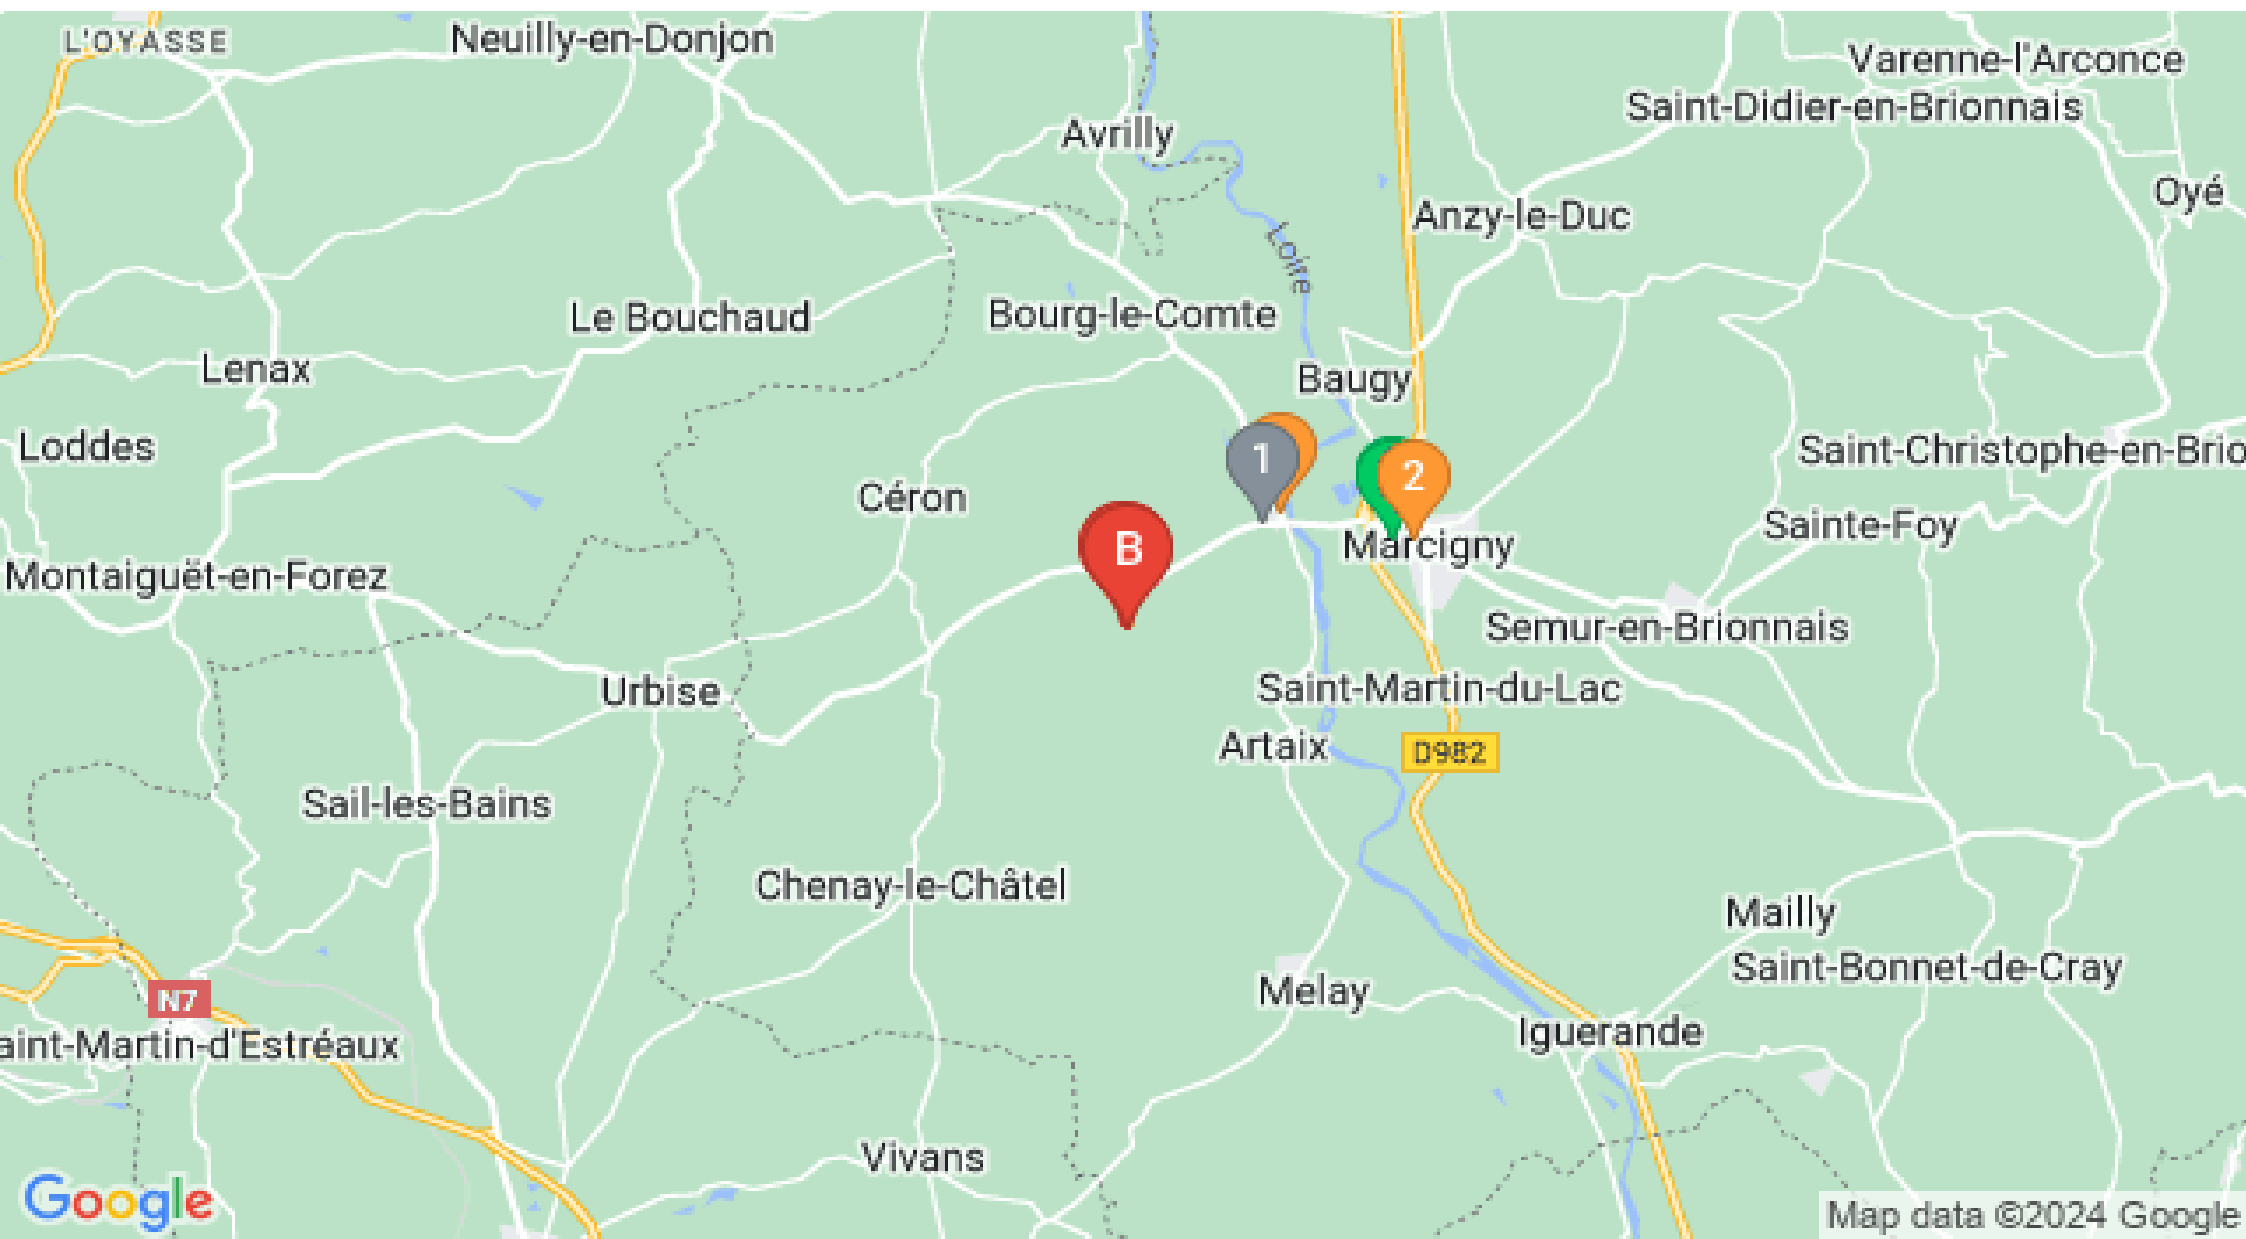 L'OYASSE
Neuilly-en-Donjon
Varenne-l'Arconce
Saint-Didier-en-Brionnais
Avrilly
Oyé
Anzy-le-Duc
Loire
Le Bouchaud
Bourg-le-Comte
Lenax
Baugy
Loddes
1
2
Saint-Christophe-en-Brio
Céron
Sainte-Foy
B
Marcigny
Montaiguët-en-Forez
Semur-en-Brionnais
Urbise
Saint-Martin-du-Lac
Artaix
D982
Sail-les-Bains
Chenay-le-Châtel
Mailly
Saint-Bonnet-de-Cray
Melay
N7
Iguerande
aint-Martin-d'Estréaux
Vivans
Google
Map data ©2024 Google